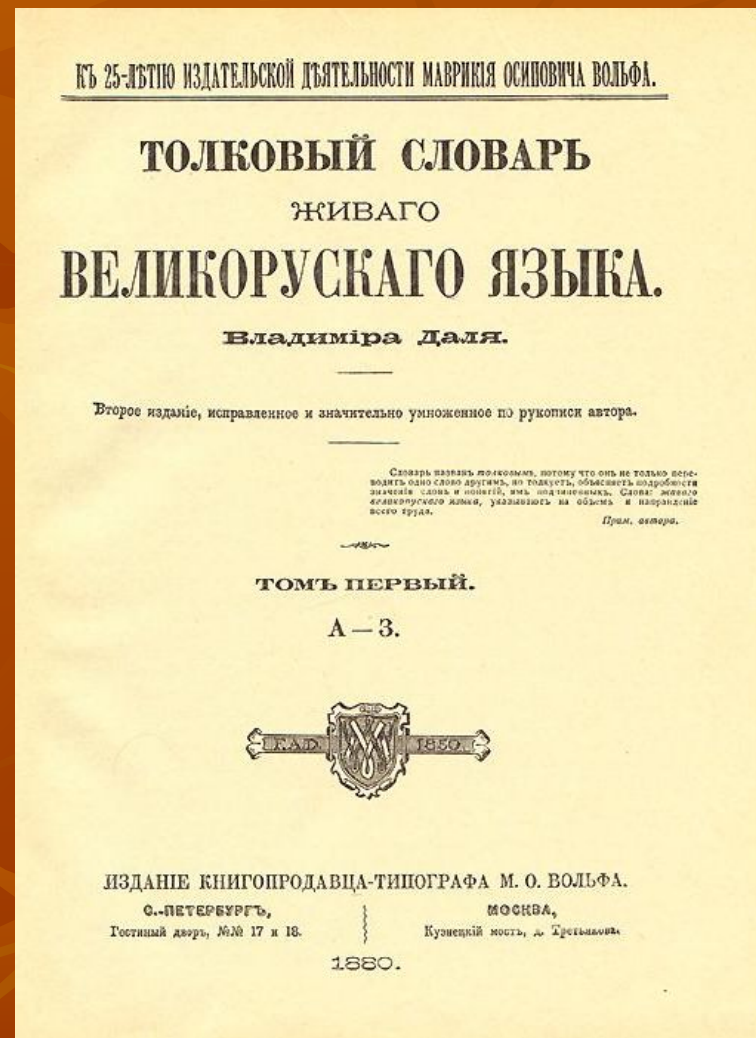 КЪ 25-ЛѢТІЮ ИЗДАТЕЛЬСКОЙ ДѢЯТЕЛЬНОСТИ МАВРИКІЯ ОСИПОВИЧА ВОЛЬФА.
ТОЛКОВЫЙ СЛОВАРЬ
ЖИВАГО
ВЕЛИКОРУСКАГО ЯЗЫКА.
Владиміра Даля.
Второе изданіе, исправленное и значительно умноженное по рукописи автора.
Словарь названъ толковымъ, потому что онъ не только пере-
водитъ одно слово другимъ, но толкуетъ, объясняетъ подробности
значенія словъ и понятій, имъ подчиненныхъ. Слова: живаго
великорускаго языка, указываютъ на объемъ и направленіе
всего труда.
Прим. автора.
ТОМЪ ПЕРВЫЙ.
А — З.
F.A.D. 1850.
ИЗДАНІЕ КНИГОПРОДАВЦА-ТИПОГРАФА М. О. ВОЛЬФА.
С.-ПЕТЕРБУРГЪ, МОСКВА,
Гостиный дворъ, №№ 17 и 18. Кузнецкій мостъ, д. Третьякова.
1880.